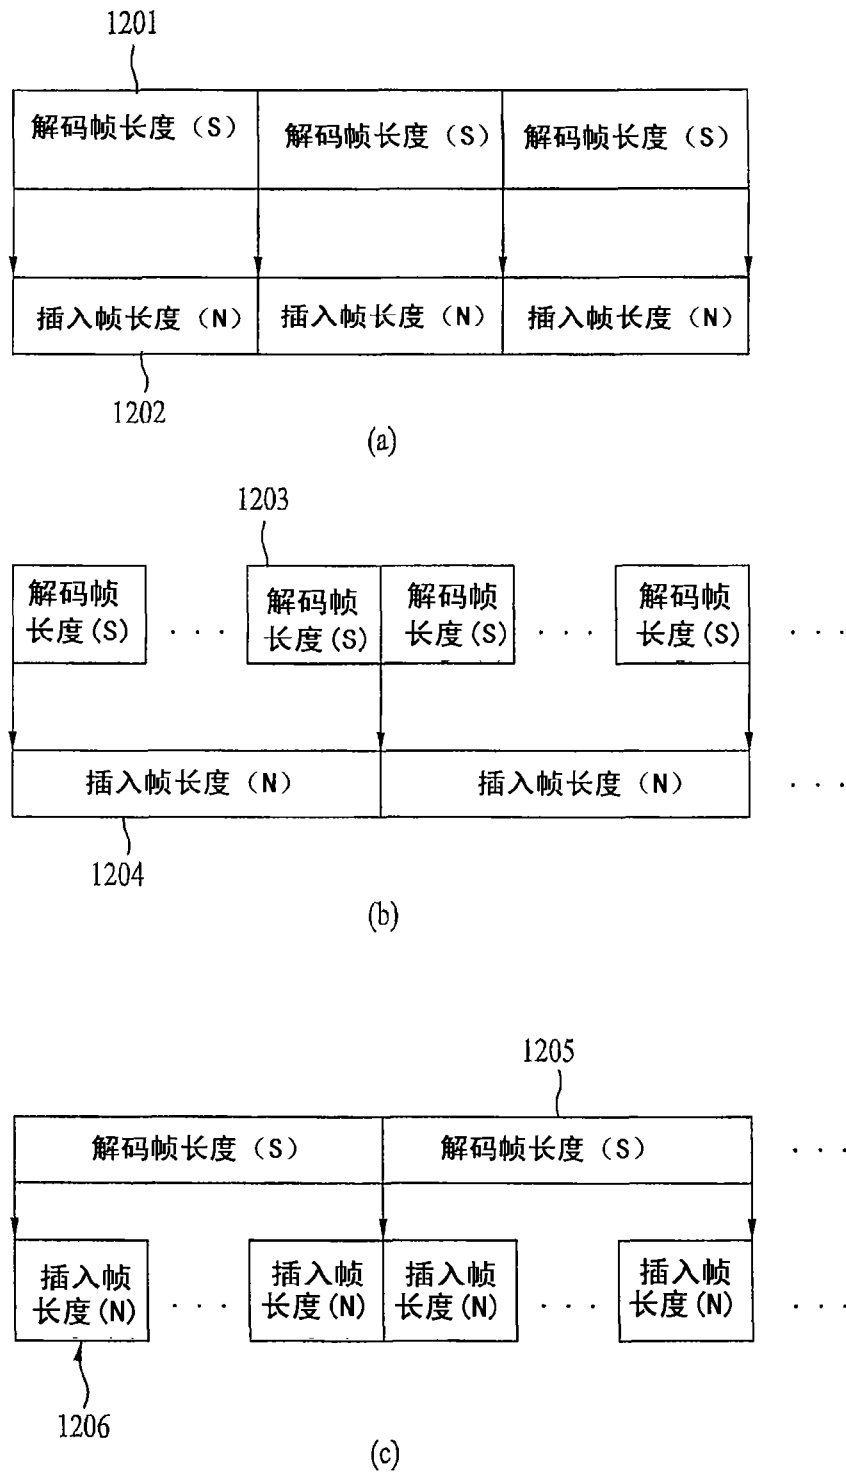 1201
解码帧长度（S） 解码帧长度（S） 解码帧长度（S）
插入帧长度（N） 插入帧长度（N） 插入帧长度（N）
1202
(a)
1203
解码帧 解码帧 解码帧 解码帧
长度(S) · · · 长度(S) 长度(S) · · · 长度(S) · · ·
插入帧长度（N） 插入帧长度（N） · · ·
1204
(b)
1205
解码帧长度（S） 解码帧长度（S） · · ·
插入帧 插入帧 插入帧 插入帧
长度(N) · · · 长度(N) 长度(N) · · · 长度(N) · · ·
1206
(c)